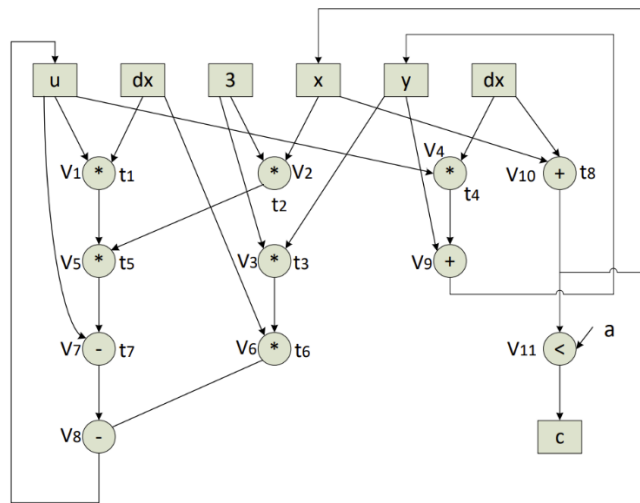 u dx 3 x y dx
V1 * t1 * V2 t2 V4 * t4 V10 + t8
V5 * t5 V3 * t3 V9 +
V7 - t7 V6 * t6 V11 < a
V8 - c